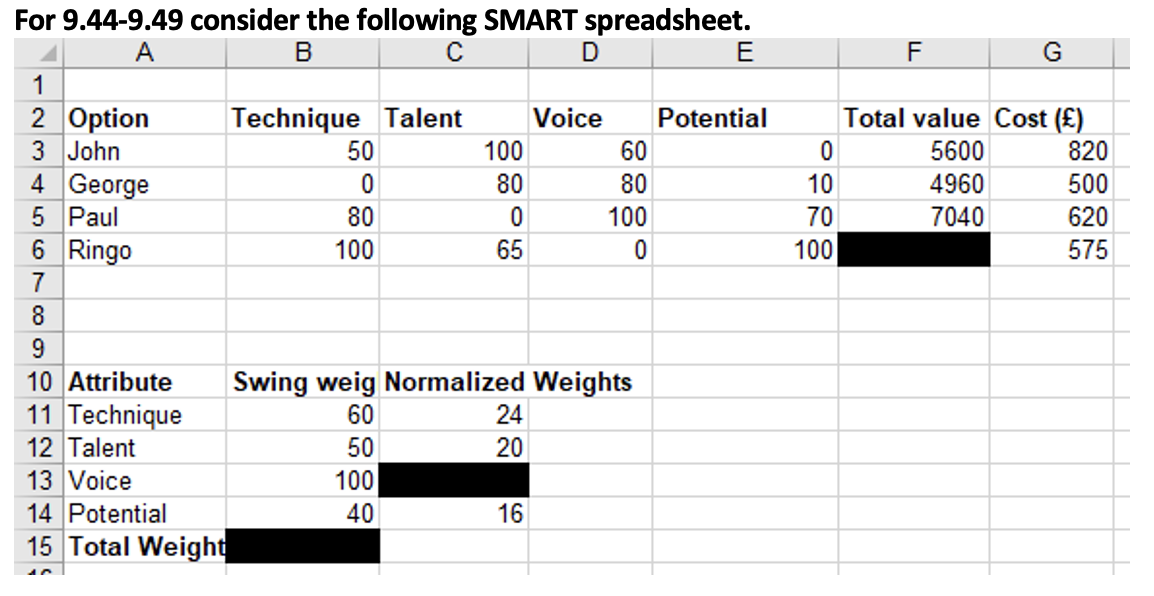 For 9.44-9.49 consider the following SMART spreadsheet.
A B C D E F G
1
2 Option Technique Talent Voice Potential Total value Cost (£)
3 John 50 100 60 0 5600 820
4 George 0 80 80 10 4960 500
5 Paul 80 0 100 70 7040 620
6 Ringo 100 65 0 100 575
7
8
9
10 Attribute Swing weig Normalized Weights
11 Technique 60 24
12 Talent 50 20
13 Voice 100
14 Potential 40 16
15 Total Weight